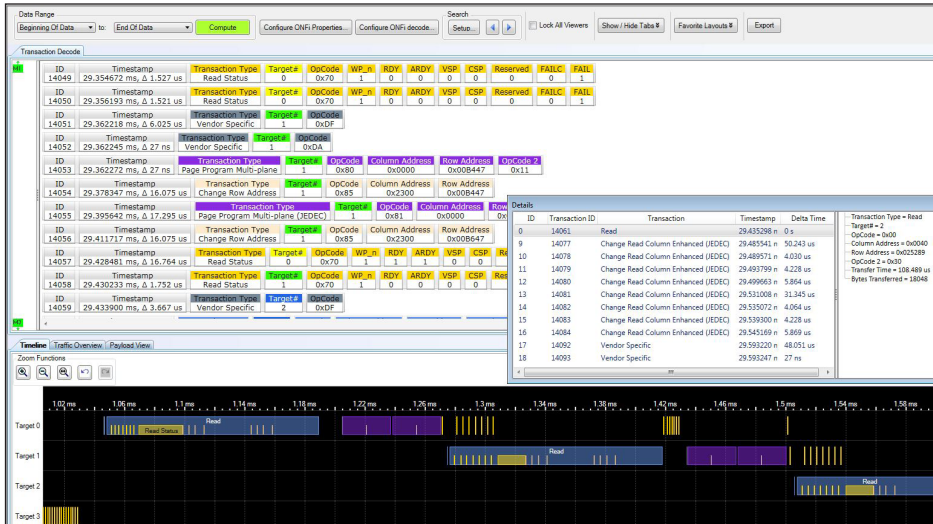 Data Range
Search
Beginning Of Data to: End Of Data Compute Configure ONFi Properties... Configure ONFi decode... Setup... Lock All Viewers Show / Hide Tabs Favorite Layouts Export
Transaction Decode
M1
ID Timestamp Transaction Type Target# OpCode WP_n RDY ARDY VSP CSP Reserved FAILC FAIL
14049 29.354672 ms, Δ 1.527 us Read Status 0 0x70 1 0 0 0 0 0 0 1
ID Timestamp Transaction Type Target# OpCode WP_n RDY ARDY VSP CSP Reserved FAILC FAIL
14050 29.356193 ms, Δ 1.521 us Read Status 0 0x70 1 0 0 0 0 0 0 1
ID Timestamp Transaction Type Target# OpCode
14051 29.362218 ms, Δ 6.025 us Vendor Specific 1 0xDF
ID Timestamp Transaction Type Target# OpCode
14052 29.362245 ms, Δ 27 ns Vendor Specific 1 0xDA
ID Timestamp Transaction Type Target# OpCode Column Address Row Address OpCode 2
14053 29.362272 ms, Δ 27 ns Page Program Multi-plane 1 0x80 0x0000 0x00B447 0x11
ID Timestamp Transaction Type Target# OpCode Column Address Row Address
14054 29.378347 ms, Δ 16.075 us Change Row Address 1 0x85 0x2300 0x00B447
ID Timestamp Transaction Type Target# OpCode Column Address Row
14055 29.395642 ms, Δ 17.295 us Page Program Multi-plane (JEDEC) 1 0x81 0x0000 0x
ID Timestamp Transaction Type Target# OpCode Column Address Row Address
14056 29.411717 ms, Δ 16.075 us Change Row Address 1 0x85 0x2300 0x00B647
ID Timestamp Transaction Type Target# OpCode WP_n RDY ARDY VSP CSP Re
14057 29.428481 ms, Δ 16.764 us Read Status 0 0x70 1 1 1 0 0
ID Timestamp Transaction Type Target# OpCode WP_n RDY ARDY VSP CSP Res
14058 29.430233 ms, Δ 1.752 us Read Status 1 0x70 1 0 0 0 0
ID Timestamp Transaction Type Target# OpCode
14059 29.433900 ms, Δ 3.667 us Vendor Specific 2 0xDF
M2
Details
ID Transaction ID Transaction Timestamp Delta Time
0 14061 Read 29.435298 n 0 s
9 14077 Change Read Column Enhanced (JEDEC) 29.485541 n 50.243 us
10 14078 Change Read Column Enhanced (JEDEC) 29.489571 n 4.030 us
11 14079 Change Read Column Enhanced (JEDEC) 29.493799 n 4.228 us
12 14080 Change Read Column Enhanced (JEDEC) 29.499663 n 5.864 us
13 14081 Change Read Column Enhanced (JEDEC) 29.531008 n 31.345 us
14 14082 Change Read Column Enhanced (JEDEC) 29.535072 n 4.064 us
15 14083 Change Read Column Enhanced (JEDEC) 29.539300 n 4.228 us
16 14084 Change Read Column Enhanced (JEDEC) 29.545169 n 5.869 us
17 14092 Vendor Specific 29.593220 n 48.051 us
18 14093 Vendor Specific 29.593247 n 27 ns
Transaction Type = Read
Target# = 2
OpCode = 0x00
Column Address = 0x0040
Row Address = 0x025289
OpCode 2 = 0x30
Transfer Time = 108.489 us
Bytes Transferred = 18048
Timeline Traffic Overview Payload View
Zoom Functions
1.02 ms 1.06 ms 1.1 ms 1.14 ms 1.18 ms 1.22 ms 1.26 ms 1.3 ms 1.34 ms 1.38 ms 1.42 ms 1.46 ms 1.5 ms 1.54 ms 1.58 ms
Target 0 Read
Read Status
Target 1 Read
Target 2 Read
Target 3